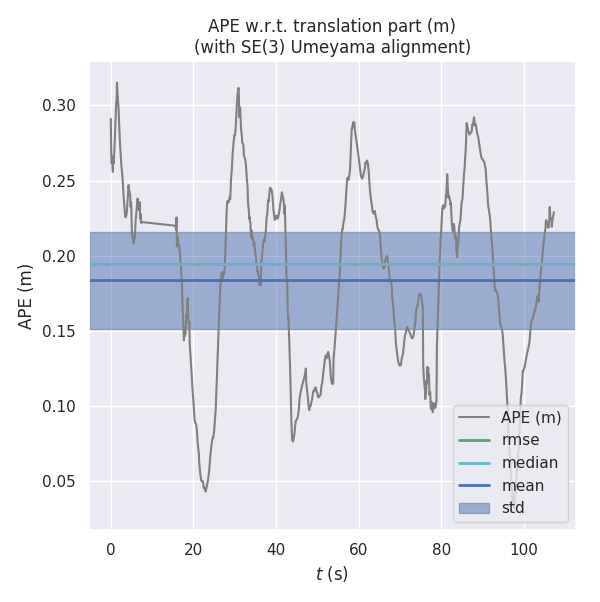 APE w.r.t. translation part (m)
(with SE(3) Umeyama alignment)
0.30
0.25
0.20
0.15
0.10
0.05
APE (m)
0 20 40 60 80 100
t (s)
APE (m)
rmse
median
mean
std